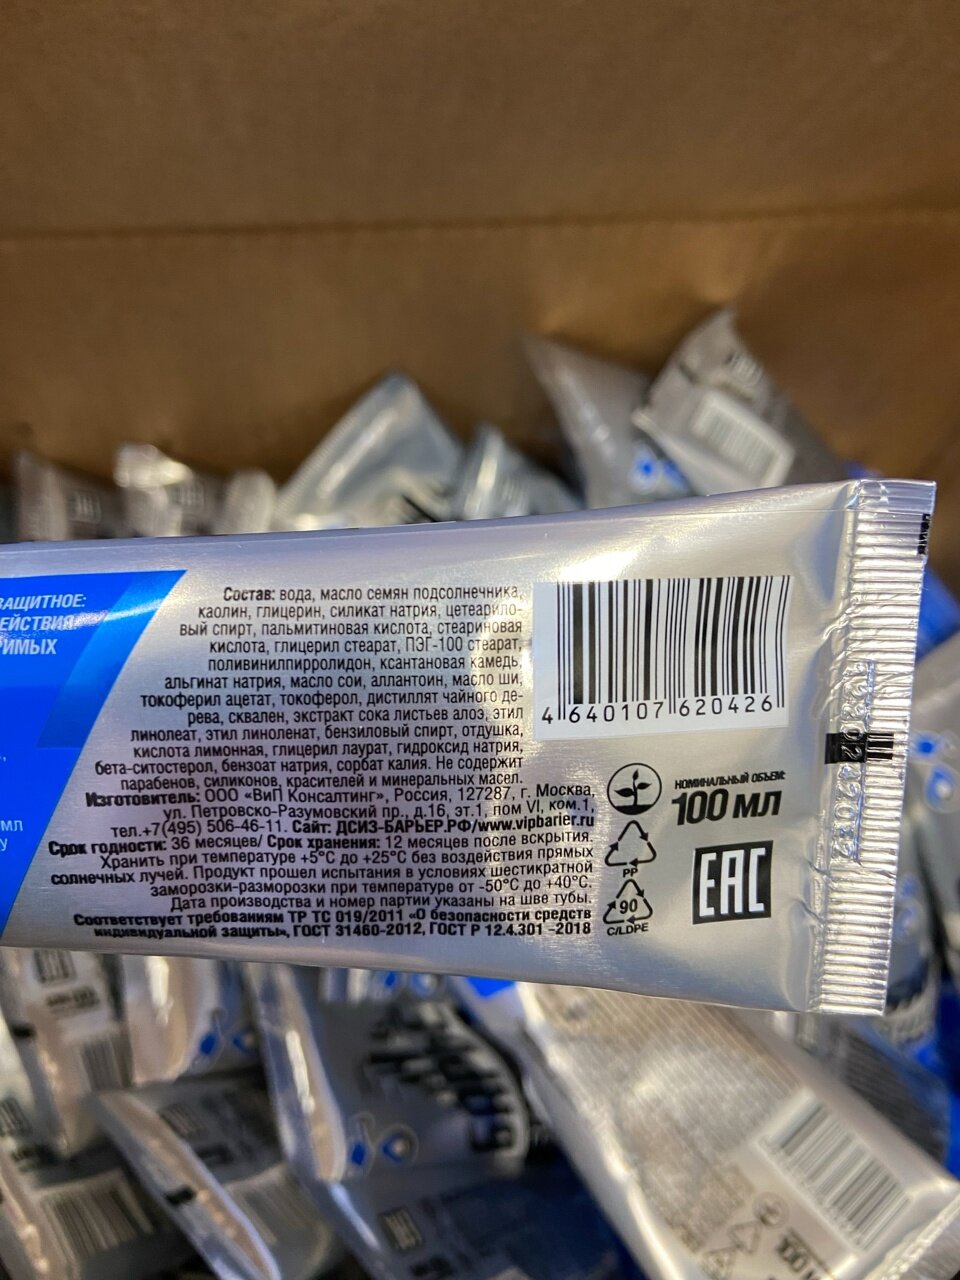 ЗАЩИТНОЕ:
ЕЙСТВИЯ
РИМЫХ
мл
у
Состав: вода, масло семян подсолнечника,
каолин, глицерин, силикат натрия, цетеарило-
вый спирт, пальмитиновая кислота, стеариновая
кислота, глицерил стеарат, ПЭГ-100 стеарат,
поливинилпирролидон, ксантановая камедь,
альгинат натрия, масло сои, аллантоин, масло ши,
токоферил ацетат, токоферол, дистиллят чайного де-
рева, сквален, экстракт сока листьев алоэ, этил
линолеат, этил линоленат, бензиловый спирт, отдушка,
кислота лимонная, глицерил лаурат, гидроксид натрия,
бета-ситостерол, бензоат натрия, сорбат калия. Не содержит
парабенов, силиконов, красителей и минеральных масел.
Изготовитель: ООО «ВиП Консалтинг», Россия, 127287, г. Москва,
ул. Петровско-Разумовский пр., д.16, эт.1, пом VI, ком.1,
тел.+7(495) 506-46-11. Сайт: ДСИЗ-БАРЬЕР.РФ/www.vipbarier.ru
Срок годности: 36 месяцев/ Срок хранения: 12 месяцев после вскрытия.
Хранить при температуре +5°C до +25°C без воздействия прямых
солнечных лучей. Продукт прошел испытания в условиях шестикратной
заморозки-разморозки при температуре от -50°C до +40°C.
Дата производства и номер партии указаны на шве тубы.
Соответствует требованиям ТР ТС 019/2011 «О безопасности средств
индивидуальной защиты», ГОСТ 31460-2012, ГОСТ Р 12.4.301 -2018
4 640107 620426
НОМИНАЛЬНЫЙ ОБЪЕМ:
100 МЛ
PP
90
C/LDPE
EAC